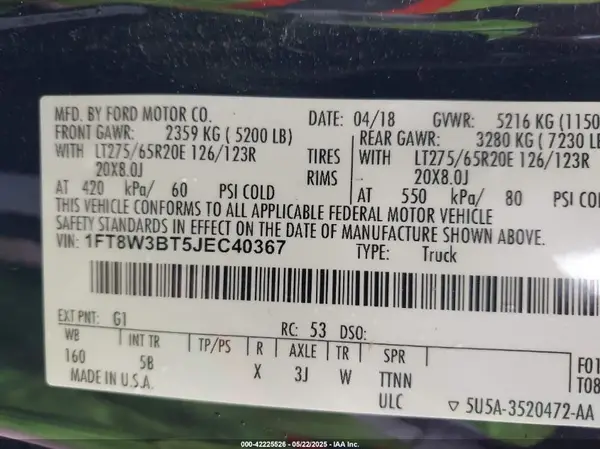 MFD. BY FORD MOTOR CO.
DATE: 04/18 GVWR: 5216 KG (1150
FRONT GAWR: 2359 KG ( 5200 LB)
REAR GAWR: 3280 KG ( 7230 LB
WITH LT275/65R20E 126/123R TIRES WITH LT275/65R20E 126/123R
20X8.0J RIMS 20X8.0J
AT 420 kPa/ 60 PSI COLD AT 550 kPa/ 80 PSI COLD
THIS VEHICLE CONFORMS TO ALL APPLICABLE FEDERAL MOTOR VEHICLE
SAFETY STANDARDS IN EFFECT ON THE DATE OF MANUFACTURE SHOWN ABOVE.
VIN: 1FT8W3BT5JEC40367 TYPE: Truck
EXT PNT: G1 RC: 53 DSO:
WB INT TR TP/PS R AXLE TR SPR
160 5B X 3J W TTNN
F01
T08
MADE IN U.S.A. ULC ▽ 5U5A-3520472-AA
000-42225526 - 05/22/2025 - IAA Inc.